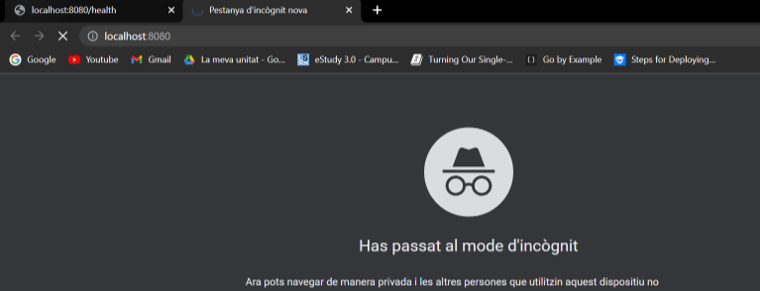 localhost:8080/health
Pestanya d'incògnit nova
localhost:8080
Google
Youtube
Gmail
La meva unitat - Go...
eStudy 3.0 - Campu...
Turning Our Single-...
Go by Example
Steps for Deploying...
Has passat al mode d'incògnit
Ara pots navegar de manera privada i les altres persones que utilitzin aquest dispositiu no